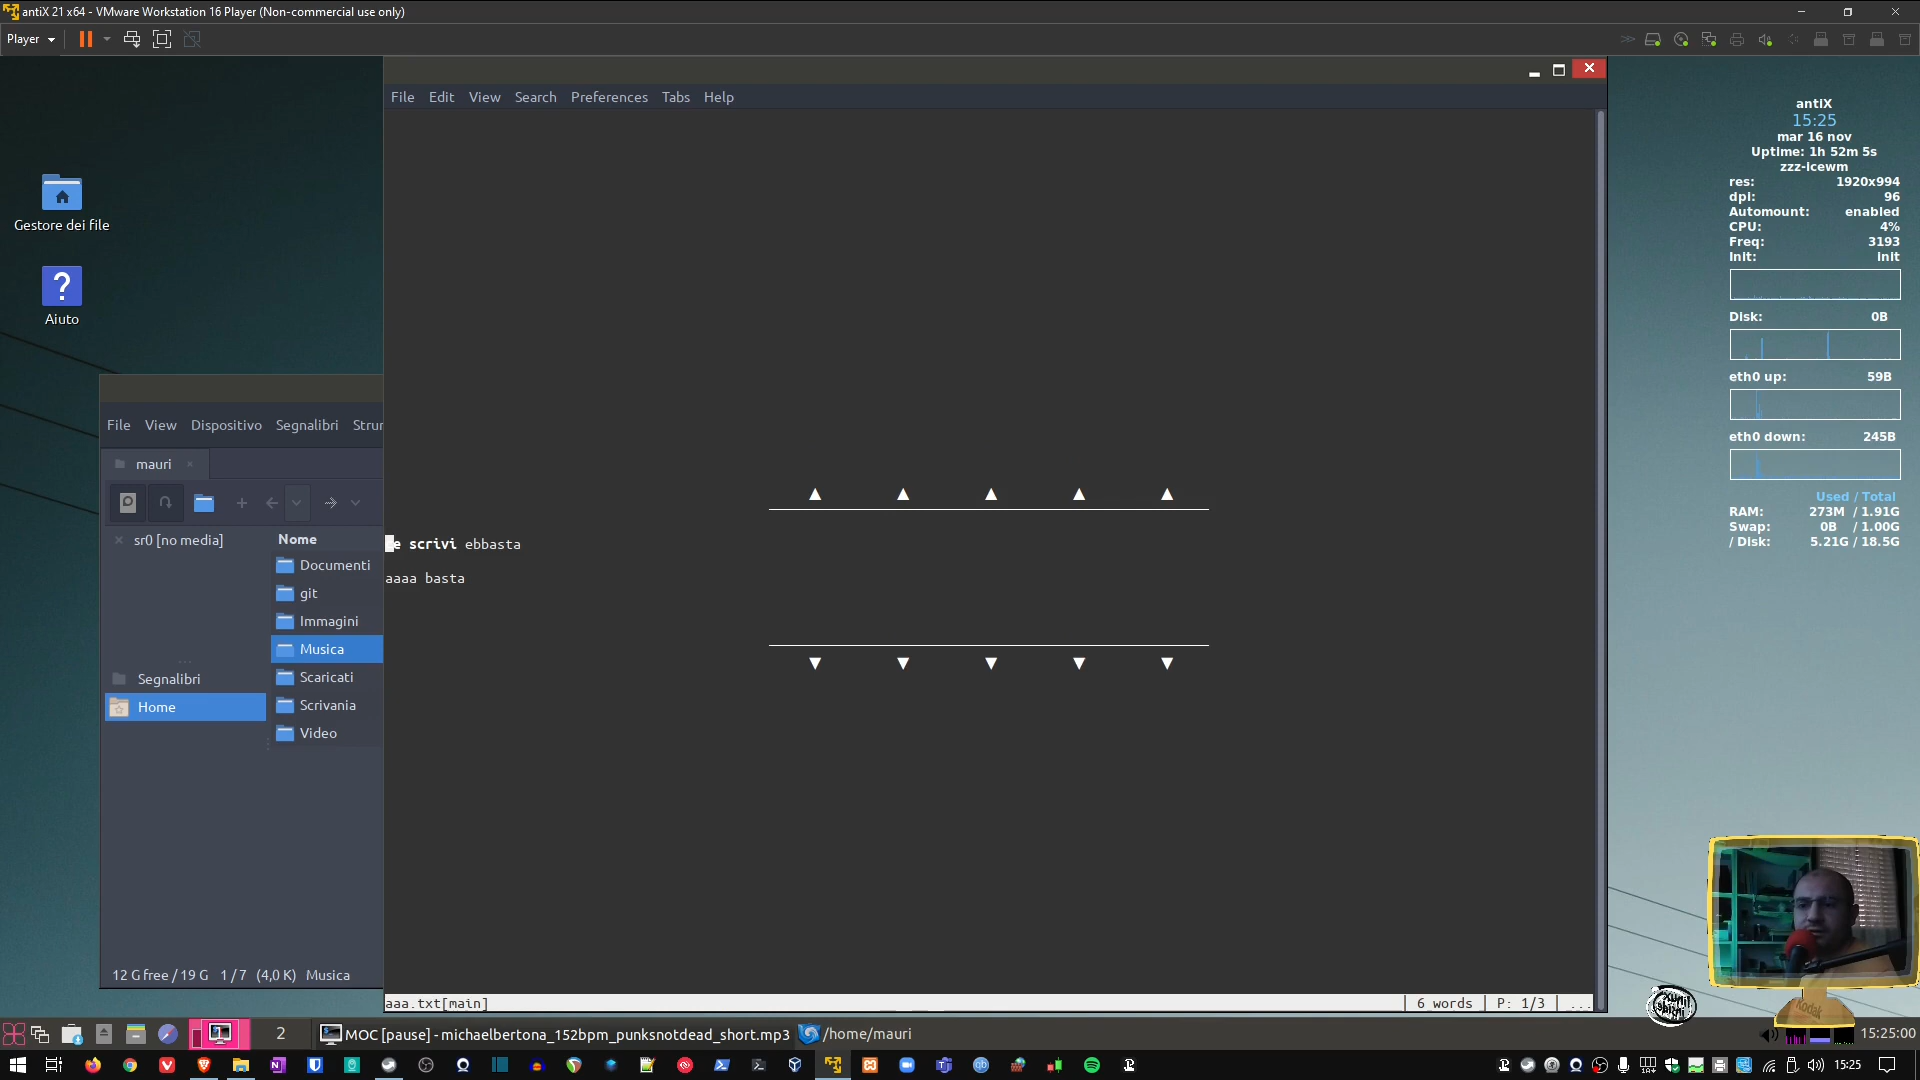 antiX 21 x64 - VMware Workstation 16 Player (Non-commercial use only)
Player
File Edit View Search Preferences Tabs Help
Gestore dei file
Aiuto
File View Dispositivo Segnalibri
mauri
sr0 [no media]
Segnalibri
Home
Nome
Documenti
git
Immagini
Musica
Scaricati
Scrivania
Video
12 G free / 19 G 1 / 7 (4,0 K) Musica
scrivi ebbasta
aaaa basta
aaa.txt[main] | 6 words | P: 1/3 | ...
antiX
15:25
mar 16 nov
Uptime: 1h 52m 5s
zzz-icewm
res: 1920x994
dpi: 96
Automount: enabled
CPU: 4%
Freq: 3193
Init: init
Disk: 0B
eth0 up: 59B
eth0 down: 245B
Used / Total
RAM: 273M / 1.91G
Swap: 0B / 1.00G
/ Disk: 5.21G / 18.5G
Kodak
1 2 MOC [pause] - michaelbertona_152bpm_punksnotdead_short.mp3 /home/mauri 15:25:00
15:25